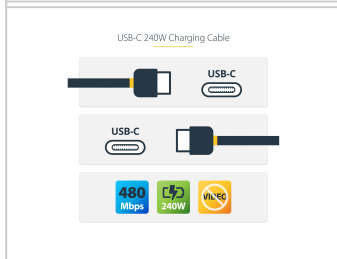 USB-C 240W Charging Cable
USB-C
USB-C
480
Mbps
240W
VIDEO